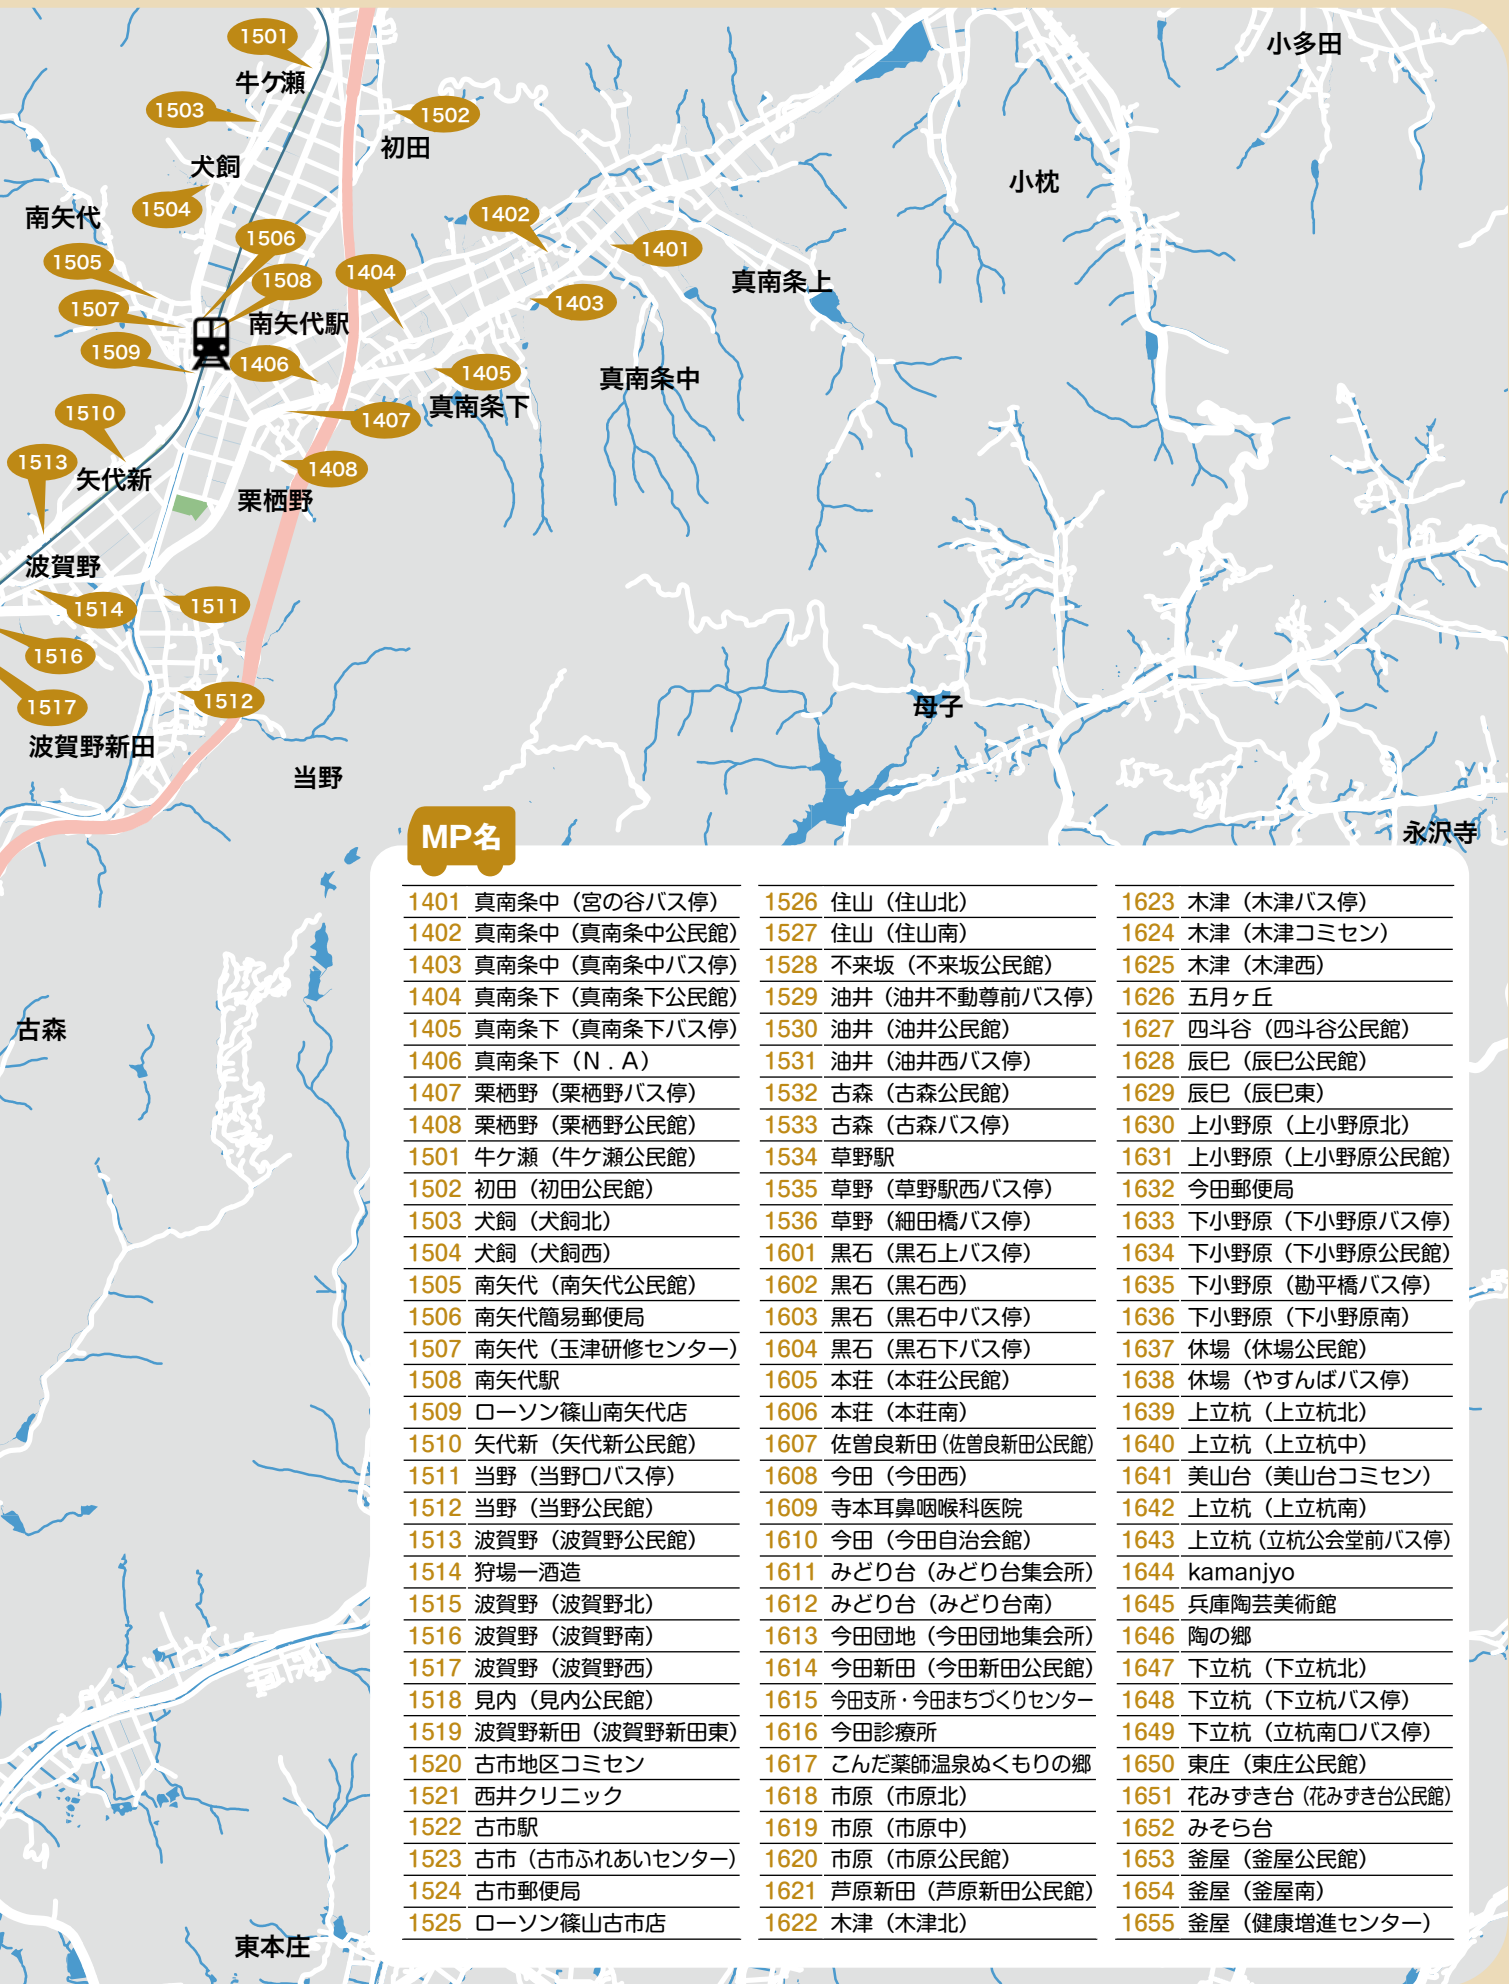 1501
牛ケ瀬
小多田
1503
1502
初田
犬飼
小枕
1504
南矢代
1402
1506
1401
1505
1404
1508
真南条上
1403
1507
南矢代駅
1509
1406
1405
真南条中
真南条下
1510
1407
1513
1408
矢代新
栗栖野
波賀野
1514
1511
1516
1512
1517
母子
波賀野新田
当野
永沢寺
古森
東本庄
MP名
1401 真南条中（宮の谷バス停）
1402 真南条中（真南条中公民館）
1403 真南条中（真南条中バス停）
1404 真南条下（真南条下公民館）
1405 真南条下（真南条下バス停）
1406 真南条下（N．A）
1407 栗栖野（栗栖野バス停）
1408 栗栖野（栗栖野公民館）
1501 牛ケ瀬（牛ケ瀬公民館）
1502 初田（初田公民館）
1503 犬飼（犬飼北）
1504 犬飼（犬飼西）
1505 南矢代（南矢代公民館）
1506 南矢代簡易郵便局
1507 南矢代（玉津研修センター）
1508 南矢代駅
1509 ローソン篠山南矢代店
1510 矢代新（矢代新公民館）
1511 当野（当野口バス停）
1512 当野（当野公民館）
1513 波賀野（波賀野公民館）
1514 狩場一酒造
1515 波賀野（波賀野北）
1516 波賀野（波賀野南）
1517 波賀野（波賀野西）
1518 見内（見内公民館）
1519 波賀野新田（波賀野新田東）
1520 古市地区コミセン
1521 西井クリニック
1522 古市駅
1523 古市（古市ふれあいセンター）
1524 古市郵便局
1525 ローソン篠山古市店
1526 住山（住山北）
1527 住山（住山南）
1528 不来坂（不来坂公民館）
1529 油井（油井不動尊前バス停）
1530 油井（油井公民館）
1531 油井（油井西バス停）
1532 古森（古森公民館）
1533 古森（古森バス停）
1534 草野駅
1535 草野（草野駅西バス停）
1536 草野（細田橋バス停）
1601 黒石（黒石上バス停）
1602 黒石（黒石西）
1603 黒石（黒石中バス停）
1604 黒石（黒石下バス停）
1605 本荘（本荘公民館）
1606 本荘（本荘南）
1607 佐曽良新田（佐曽良新田公民館）
1608 今田（今田西）
1609 寺本耳鼻咽喉科医院
1610 今田（今田自治会館）
1611 みどり台（みどり台集会所）
1612 みどり台（みどり台南）
1613 今田団地（今田団地集会所）
1614 今田新田（今田新田公民館）
1615 今田支所・今田まちづくりセンター
1616 今田診療所
1617 こんだ薬師温泉ぬくもりの郷
1618 市原（市原北）
1619 市原（市原中）
1620 市原（市原公民館）
1621 芦原新田（芦原新田公民館）
1622 木津（木津北）
1623 木津（木津バス停）
1624 木津（木津コミセン）
1625 木津（木津西）
1626 五月ヶ丘
1627 四斗谷（四斗谷公民館）
1628 辰巳（辰巳公民館）
1629 辰巳（辰巳東）
1630 上小野原（上小野原北）
1631 上小野原（上小野原公民館）
1632 今田郵便局
1633 下小野原（下小野原バス停）
1634 下小野原（下小野原公民館）
1635 下小野原（勘平橋バス停）
1636 下小野原（下小野原南）
1637 休場（休場公民館）
1638 休場（やすんばバス停）
1639 上立杭（上立杭北）
1640 上立杭（上立杭中）
1641 美山台（美山台コミセン）
1642 上立杭（上立杭南）
1643 上立杭（立杭公会堂前バス停）
1644 kamanjyo
1645 兵庫陶芸美術館
1646 陶の郷
1647 下立杭（下立杭北）
1648 下立杭（下立杭バス停）
1649 下立杭（立杭南口バス停）
1650 東庄（東庄公民館）
1651 花みずき台（花みずき台公民館）
1652 みそら台
1653 釜屋（釜屋公民館）
1654 釜屋（釜屋南）
1655 釜屋（健康増進センター）